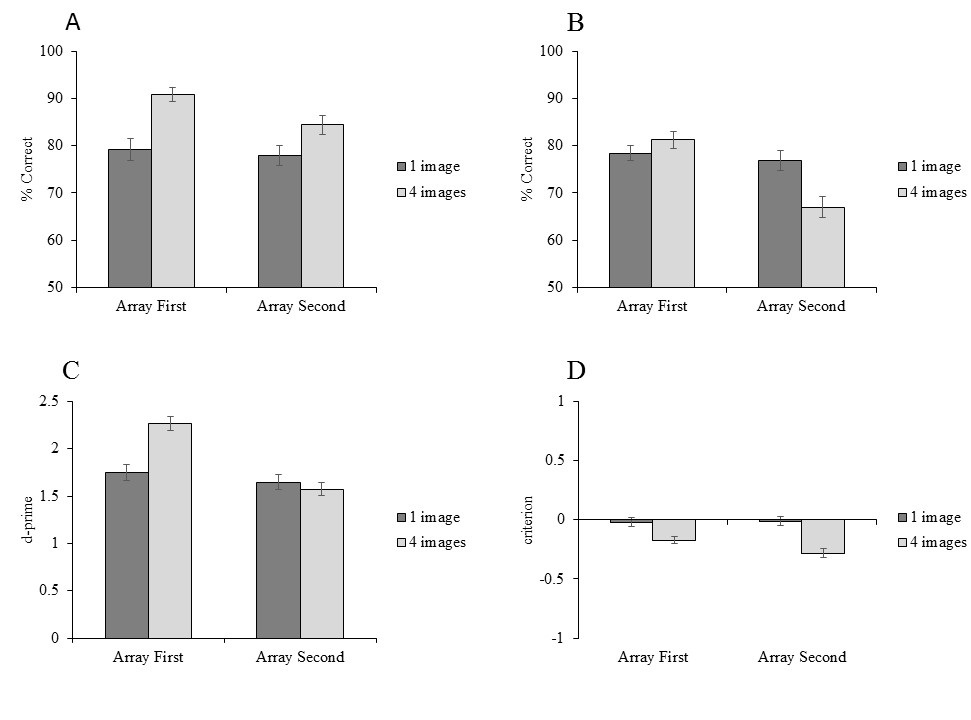 A
100
90
80
70
60
50
% Correct
Array First
Array Second
1 image
4 images
B
100
90
80
70
60
50
% Correct
Array First
Array Second
1 image
4 images
C
2.5
2
1.5
1
0.5
0
d-prime
Array First
Array Second
1 image
4 images
D
1
0.5
0
-0.5
-1
criterion
Array First
Array Second
1 image
4 images